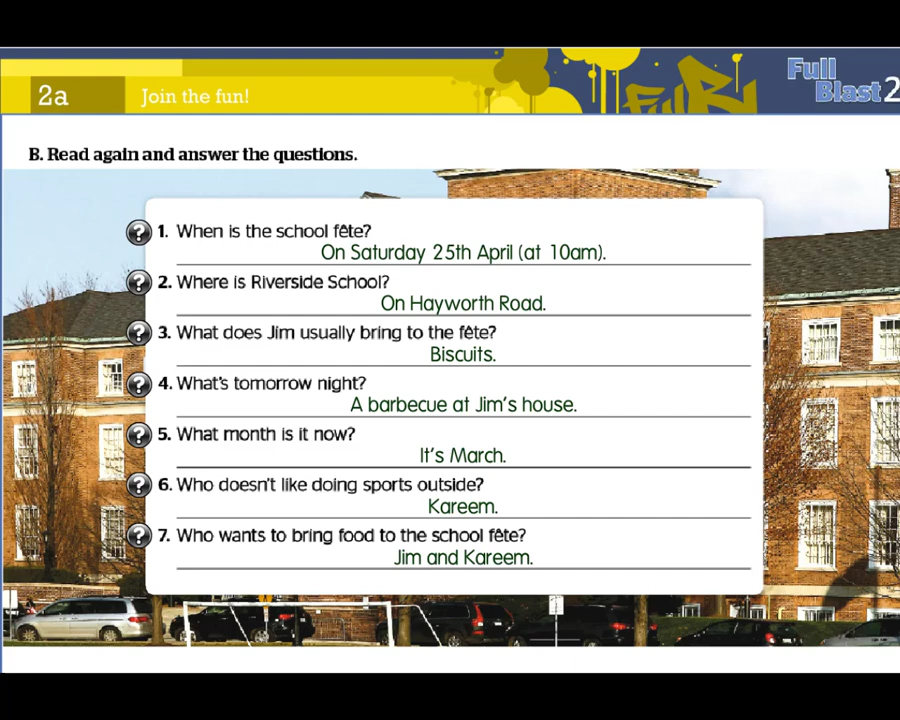 Full
Blast 2
2a
Join the fun!
Full
B. Read again and answer the questions.
? 1. When is the school fête?
On Saturday 25th April (at 10am).
? 2. Where is Riverside School?
On Hayworth Road.
? 3. What does Jim usually bring to the fête?
Biscuits.
? 4. What's tomorrow night?
A barbecue at Jim's house.
? 5. What month is it now?
It's March.
? 6. Who doesn't like doing sports outside?
Kareem.
? 7. Who wants to bring food to the school fête?
Jim and Kareem.